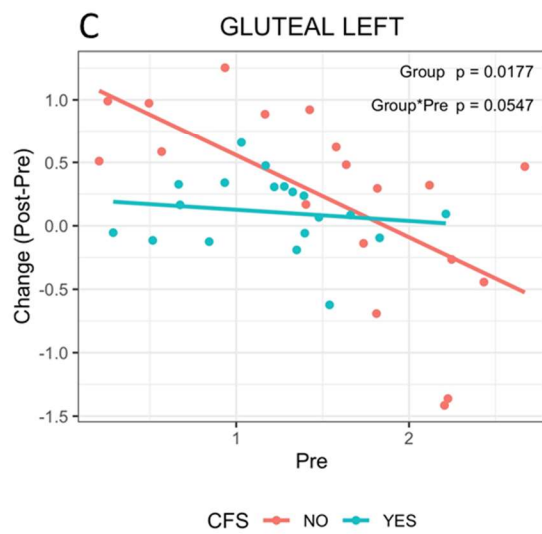 C
GLUTEAL LEFT
Group p = 0.0177
Group*Pre p = 0.0547
Change (Post-Pre)
1.0
0.5
0.0
-0.5
-1.0
-1.5
1 2
Pre
CFS NO YES